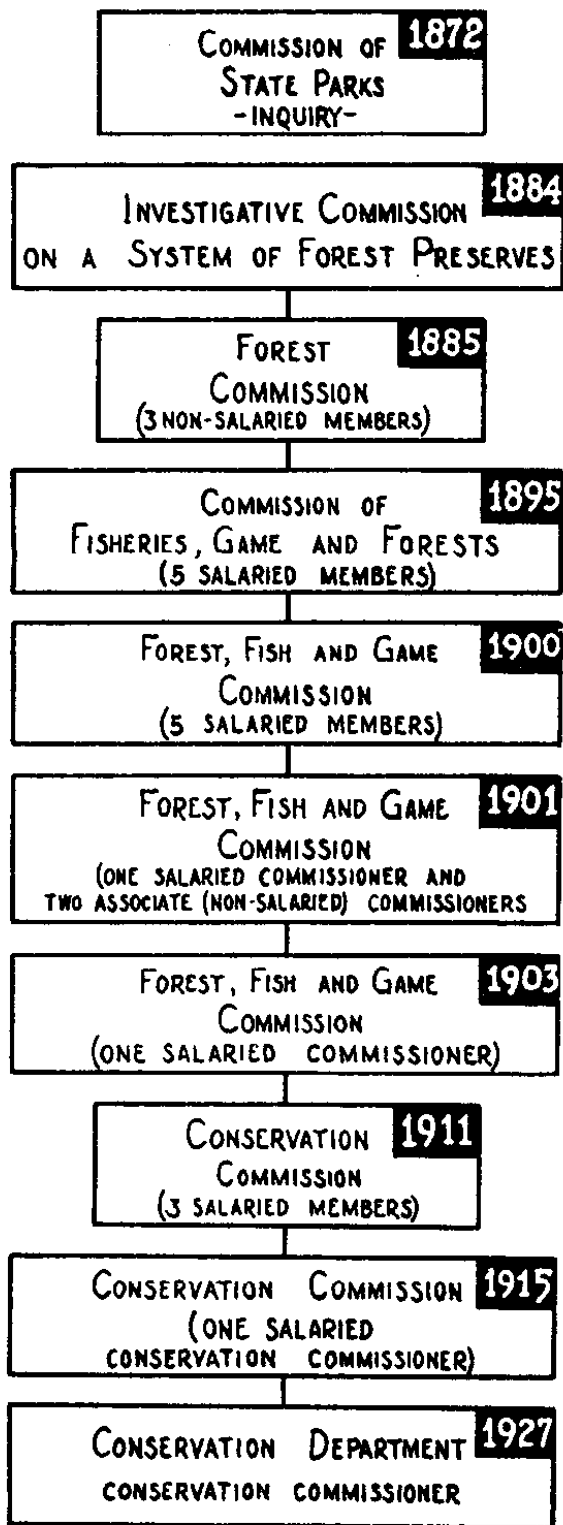 COMMISSION OF 1872
STATE PARKS
-INQUIRY-
1884
INVESTIGATIVE COMMISSION
ON A SYSTEM OF FOREST PRESERVES
FOREST 1885
COMMISSION
(3 NON-SALARIED MEMBERS)
COMMISSION OF 1895
FISHERIES, GAME AND FORESTS
(5 SALARIED MEMBERS)
FOREST, FISH AND GAME 1900
COMMISSION
(5 SALARIED MEMBERS)
FOREST, FISH AND GAME 1901
COMMISSION
(ONE SALARIED COMMISSIONER AND
TWO ASSOCIATE (NON-SALARIED) COMMISSIONERS
FOREST, FISH AND GAME 1903
COMMISSION
(ONE SALARIED COMMISSIONER)
CONSERVATION 1911
COMMISSION
(3 SALARIED MEMBERS)
CONSERVATION COMMISSION 1915
(ONE SALARIED
CONSERVATION COMMISSIONER)
CONSERVATION DEPARTMENT 1927
CONSERVATION COMMISSIONER